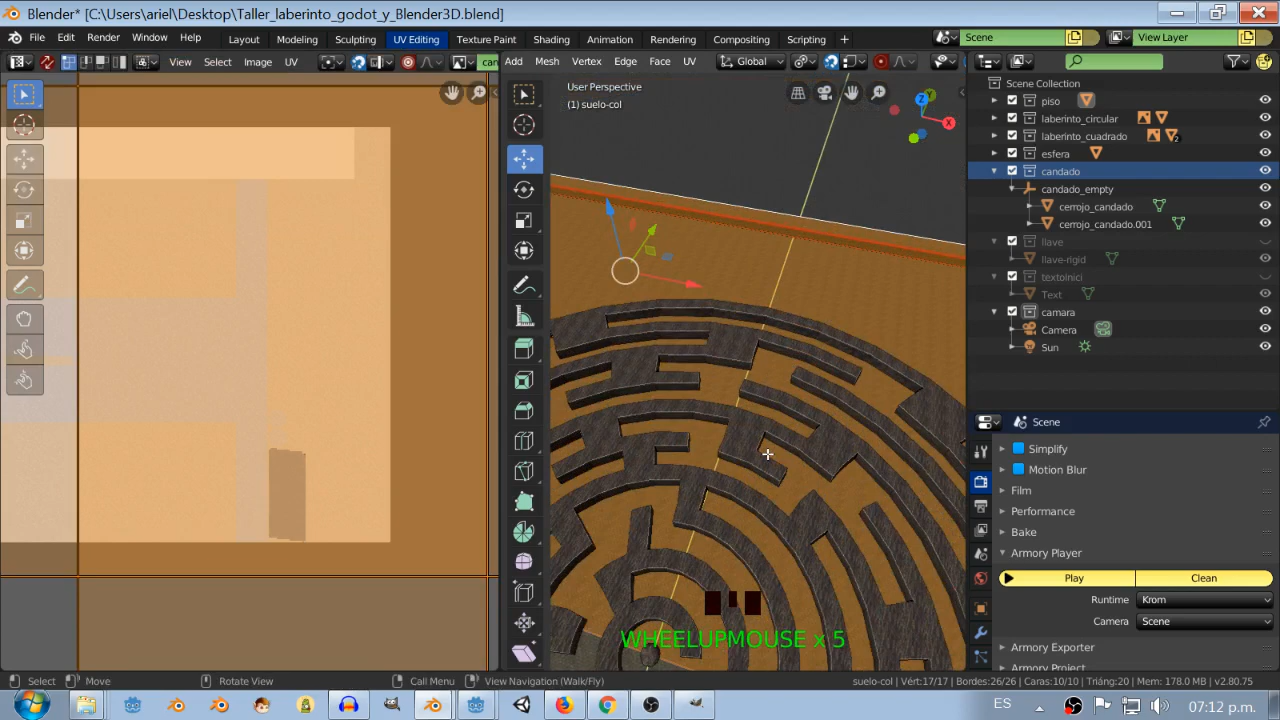 Blender* [C:\Users\ariel\Desktop\Taller_laberinto_godot_y_Blender3D.blend]
File Edit Render Window Help Layout Modeling Sculpting UV Editing Texture Paint Shading Animation Rendering Compositing Scripting + Scene View Layer
View Select Image UV can Add Mesh Vertex Edge Face UV Global
User Perspective
(1) suelo-col
Z
Y
X
Scene Collection
piso
laberinto_circular
laberinto_cuadrado 2
esfera
candado
candado_empty
cerrojo_candado
cerrojo_candado.001
llave
llave-rigid
textoInici
Text
camara
Camera
Sun
Scene
Simplify
Motion Blur
Film
Performance
Bake
Armory Player
Play Clean
Runtime Krom
Camera Scene
Armory Exporter
Armory Project
WHEELUPMOUSE x 5
Select Move Rotate View Call Menu View Navigation (Walk/Fly) suelo-col | Vért:17/17 | Bordes:26/26 | Caras:10/10 | Triáng:20 | Mem: 178.0 MB | v2.80.75
ES 07:12 p.m.